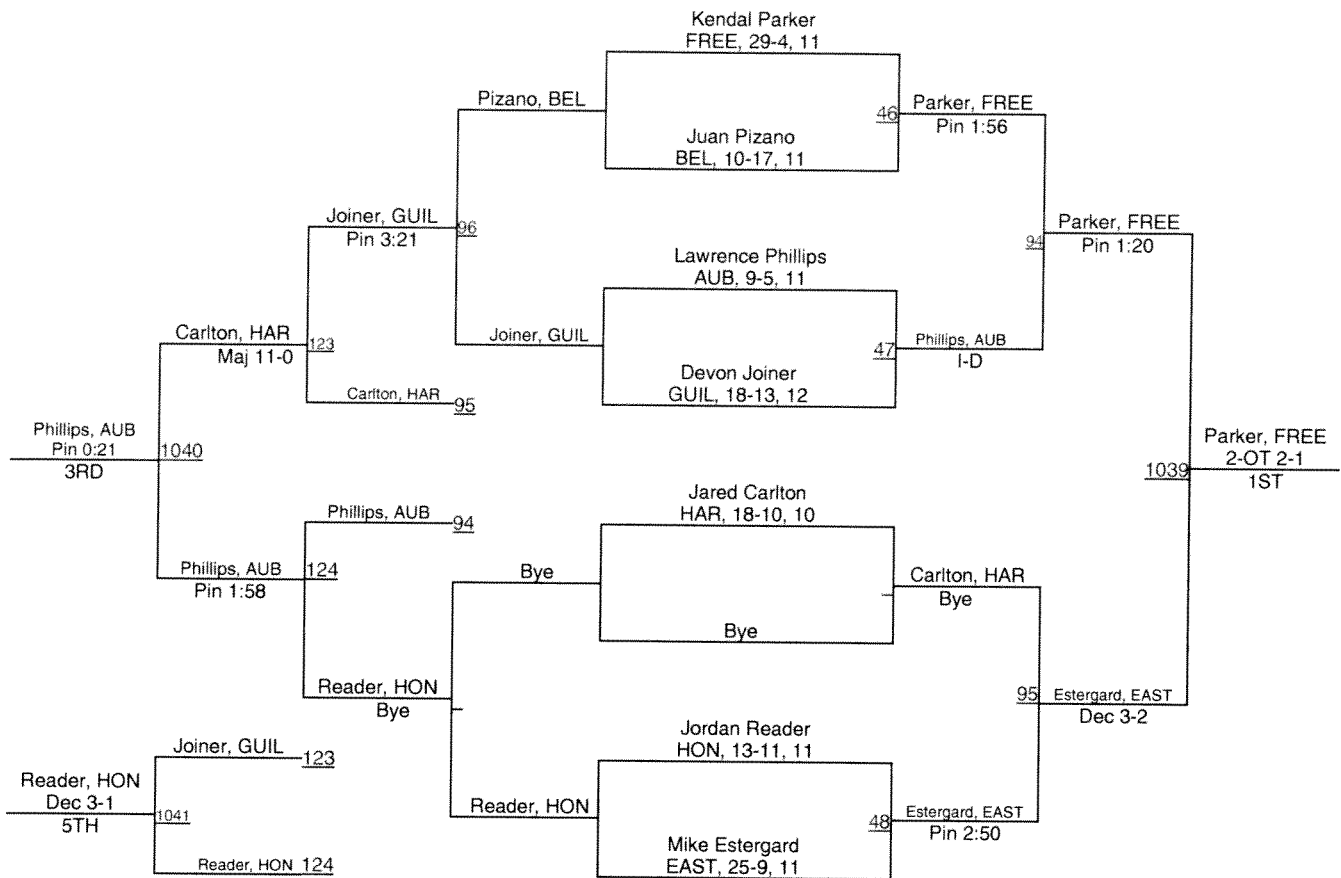 Kendal Parker
FREE, 29-4, 11
Pizano, BEL
46
Parker, FREE
Pin 1:56
Juan Pizano
BEL, 10-17, 11
Joiner, GUIL
Pin 3:21
96
94
Parker, FREE
Pin 1:20
Lawrence Phillips
AUB, 9-5, 11
Carlton, HAR
Maj 11-0
123
Joiner, GUIL
47
Phillips, AUB
I-D
Devon Joiner
GUIL, 18-13, 12
Carlton, HAR
95
Phillips, AUB
Pin 0:21
3RD
1040
1039
Parker, FREE
2-OT 2-1
1ST
Jared Carlton
HAR, 18-10, 10
Phillips, AUB
94
Phillips, AUB
Pin 1:58
124
Bye
Carlton, HAR
Bye
Bye
Reader, HON
Bye
95
Estergard, EAST
Dec 3-2
Jordan Reader
HON, 13-11, 11
Joiner, GUIL
123
Reader, HON
Dec 3-1
5TH
1041
Reader, HON
48
Estergard, EAST
Pin 2:50
Mike Estergard
EAST, 25-9, 11
Reader, HON 124